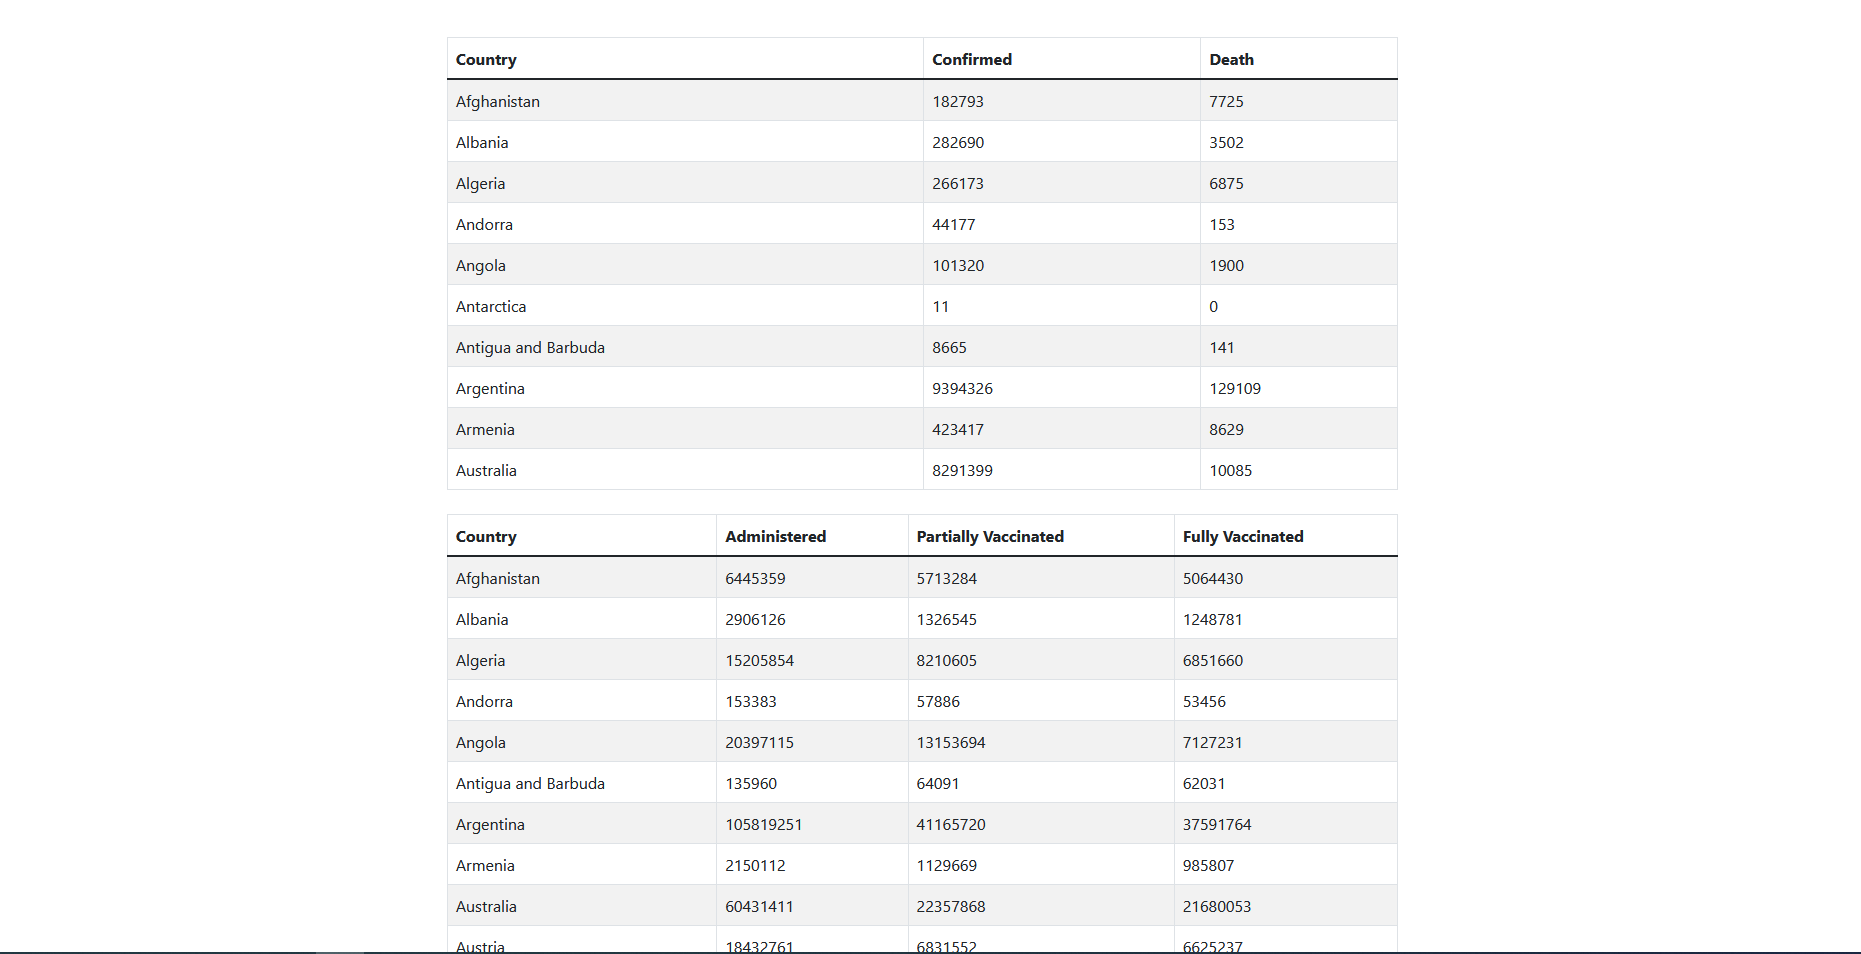 Country Confirmed Death
Afghanistan 182793 7725
Albania 282690 3502
Algeria 266173 6875
Andorra 44177 153
Angola 101320 1900
Antarctica 11 0
Antigua and Barbuda 8665 141
Argentina 9394326 129109
Armenia 423417 8629
Australia 8291399 10085
Country Administered Partially Vaccinated Fully Vaccinated
Afghanistan 6445359 5713284 5064430
Albania 2906126 1326545 1248781
Algeria 15205854 8210605 6851660
Andorra 153383 57886 53456
Angola 20397115 13153694 7127231
Antigua and Barbuda 135960 64091 62031
Argentina 105819251 41165720 37591764
Armenia 2150112 1129669 985807
Australia 60431411 22357868 21680053
Austria 18432761 6831552 6625237